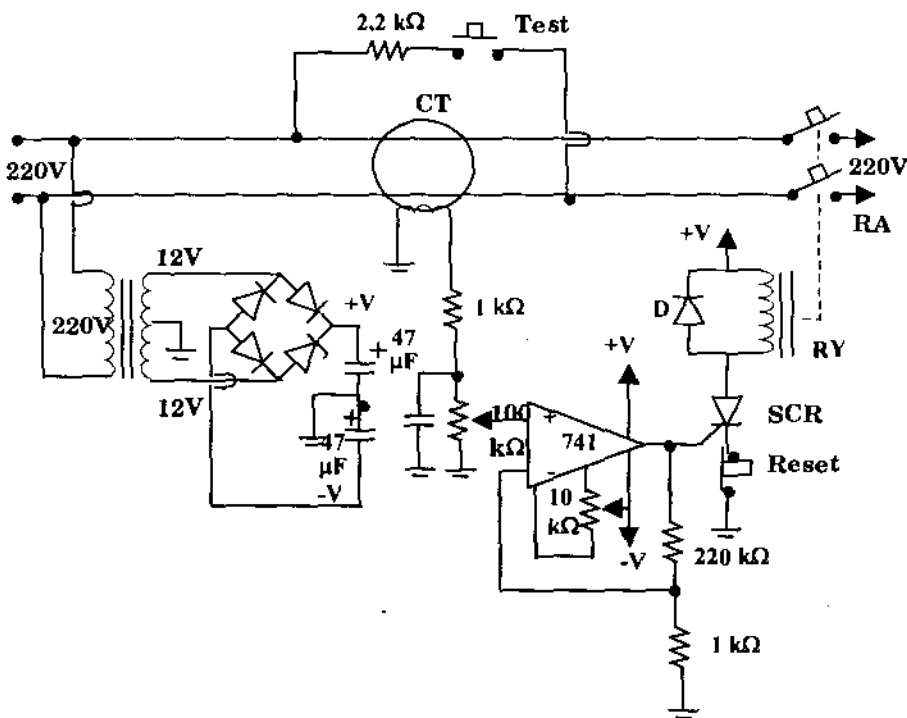 2.2 kΩ
Test
CT
220V
220V
RA
12V
+V
220V
+V
47
µF
1 kΩ
D
RY
+V
12V
SCR
100
kΩ
+
741
-
Reset
+
+
47
µF
-V
10
kΩ
-V
220 kΩ
1 kΩ